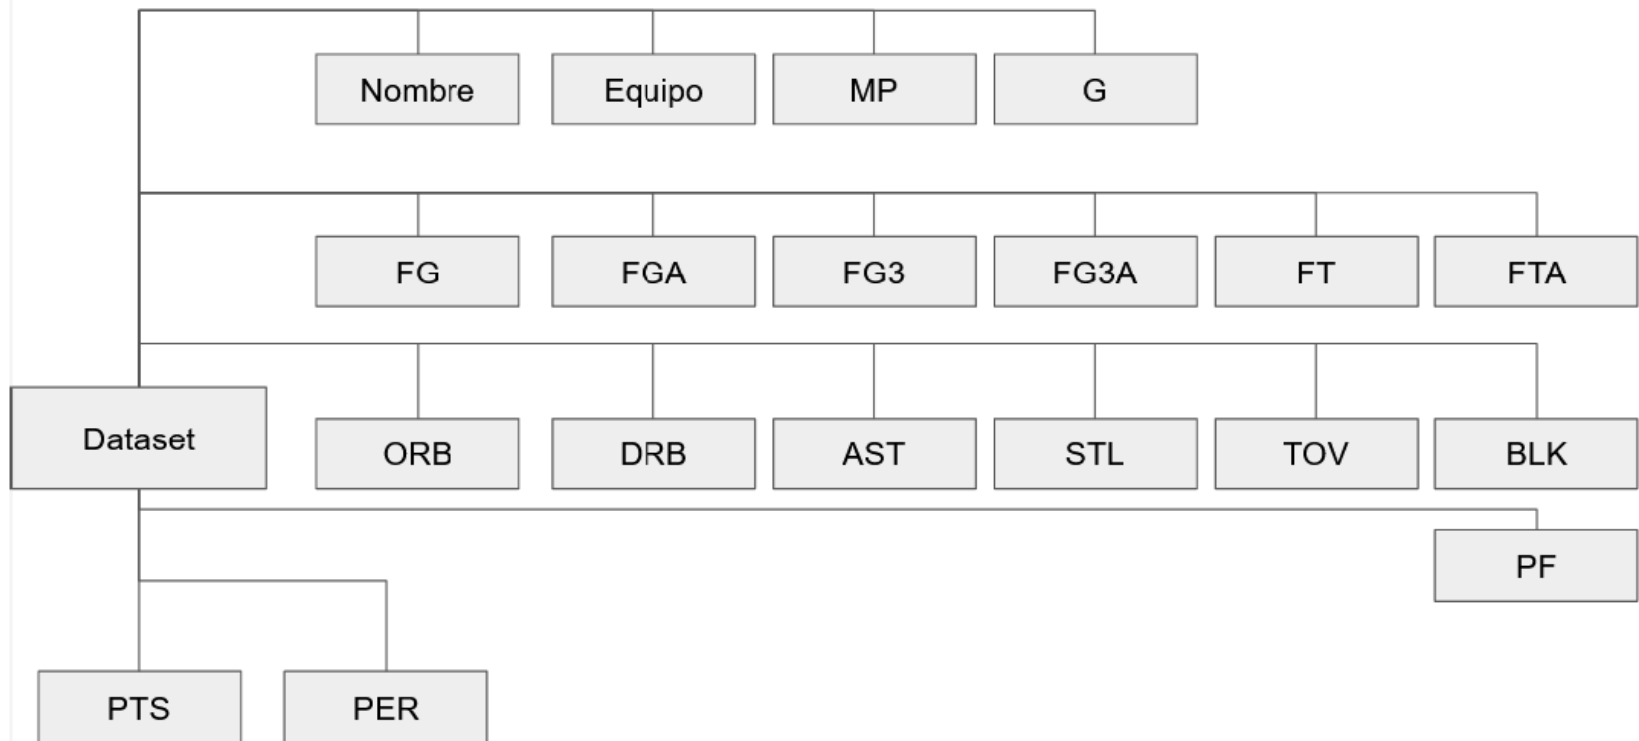 Nombre
Equipo
MP
G
FG
FGA
FG3
FG3A
FT
FTA
Dataset
ORB
DRB
AST
STL
TOV
BLK
PF
PTS
PER